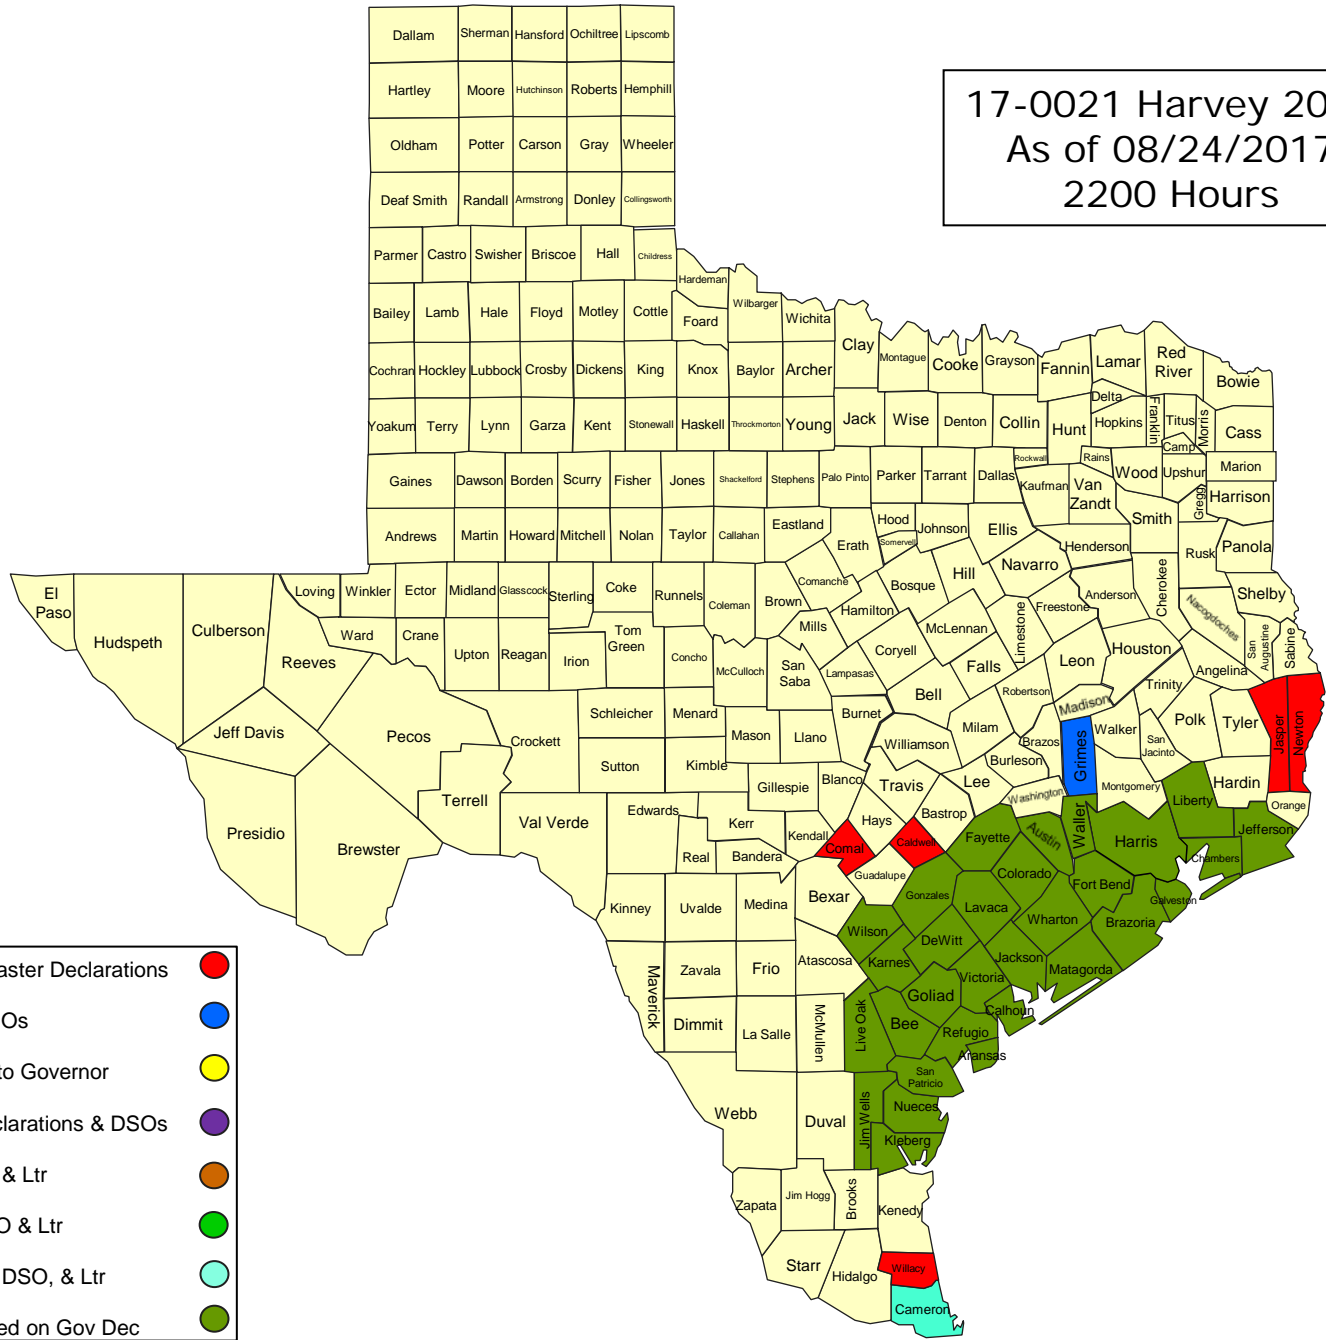 Dallam Sherman Hansford Ochiltree Lipscomb
Hartley Moore Hutchinson Roberts Hemphill
17-0021 Harvey 20
As of 08/24/2017
2200 Hours
Oldham Potter Carson Gray Wheeler
Deaf Smith Randall Armstrong Donley Collingsworth
Parmer Castro Swisher Briscoe Hall Childress
Hardeman
Bailey Lamb Hale Floyd Motley Cottle Foard Wilbarger Wichita
Clay Montague Cooke Grayson Fannin Lamar Red
River
Bowie
Cochran Hockley Lubbock Crosby Dickens King Knox Baylor Archer
Delta
Yoakum Terry Lynn Garza Kent Stonewall Haskell Throckmorton Young Jack Wise Denton Collin Hunt Hopkins Franklin Titus Morris Cass
Camp
Rockwall Rains Wood Upshur Marion
Gaines Dawson Borden Scurry Fisher Jones Shackelford Stephens Palo Pinto Parker Tarrant Dallas Kaufman Van
Zandt
Gregg Harrison
Smith
Andrews Martin Howard Mitchell Nolan Taylor Callahan Eastland Erath Hood Somervell Johnson Ellis Henderson Rusk Panola
El
Paso
Hudspeth Culberson Loving Winkler Ector Midland Glasscock Sterling Coke Runnels Coleman Brown Comanche Hamilton Bosque Hill Navarro Freestone Anderson Cherokee Nacogdoches Shelby
Reeves Ward Crane Upton Reagan Irion Tom
Green
Concho McCulloch San
Saba
Mills Lampasas Coryell McLennan Limestone Falls Leon Houston Angelina San
Augustine
Sabine
Trinity
Jeff Davis Pecos Crockett Schleicher Menard Mason Llano Burnet Bell Milam Robertson Madison Walker San
Jacinto
Polk Tyler Jasper Newton
Sutton Kimble Gillespie Blanco Williamson Travis Lee Burleson Brazos Grimes Montgomery Hardin
Presidio Brewster Terrell Val Verde Edwards Kerr Kendall Hays Bastrop Washington Liberty Orange
Real Bandera Comal Caldwell Fayette Austin Waller Harris Jefferson
Guadalupe Chambers
Kinney Uvalde Medina Bexar Gonzales Colorado Fort Bend Galveston
Wilson Lavaca Wharton Brazoria
Maverick Zavala Frio Atascosa Karnes DeWitt Jackson Matagorda
Victoria
Dimmit La Salle McMullen Live Oak Bee Goliad Calhoun
Refugio
Aransas
San
Patricio
Webb Duval Jim Wells Nueces
Kleberg
Zapata Jim Hogg Brooks Kenedy
Starr Hidalgo Willacy
Cameron
aster Declarations
Os
to Governor
clarations & DSOs
& Ltr
O & Ltr
DSO, & Ltr
ed on Gov Dec